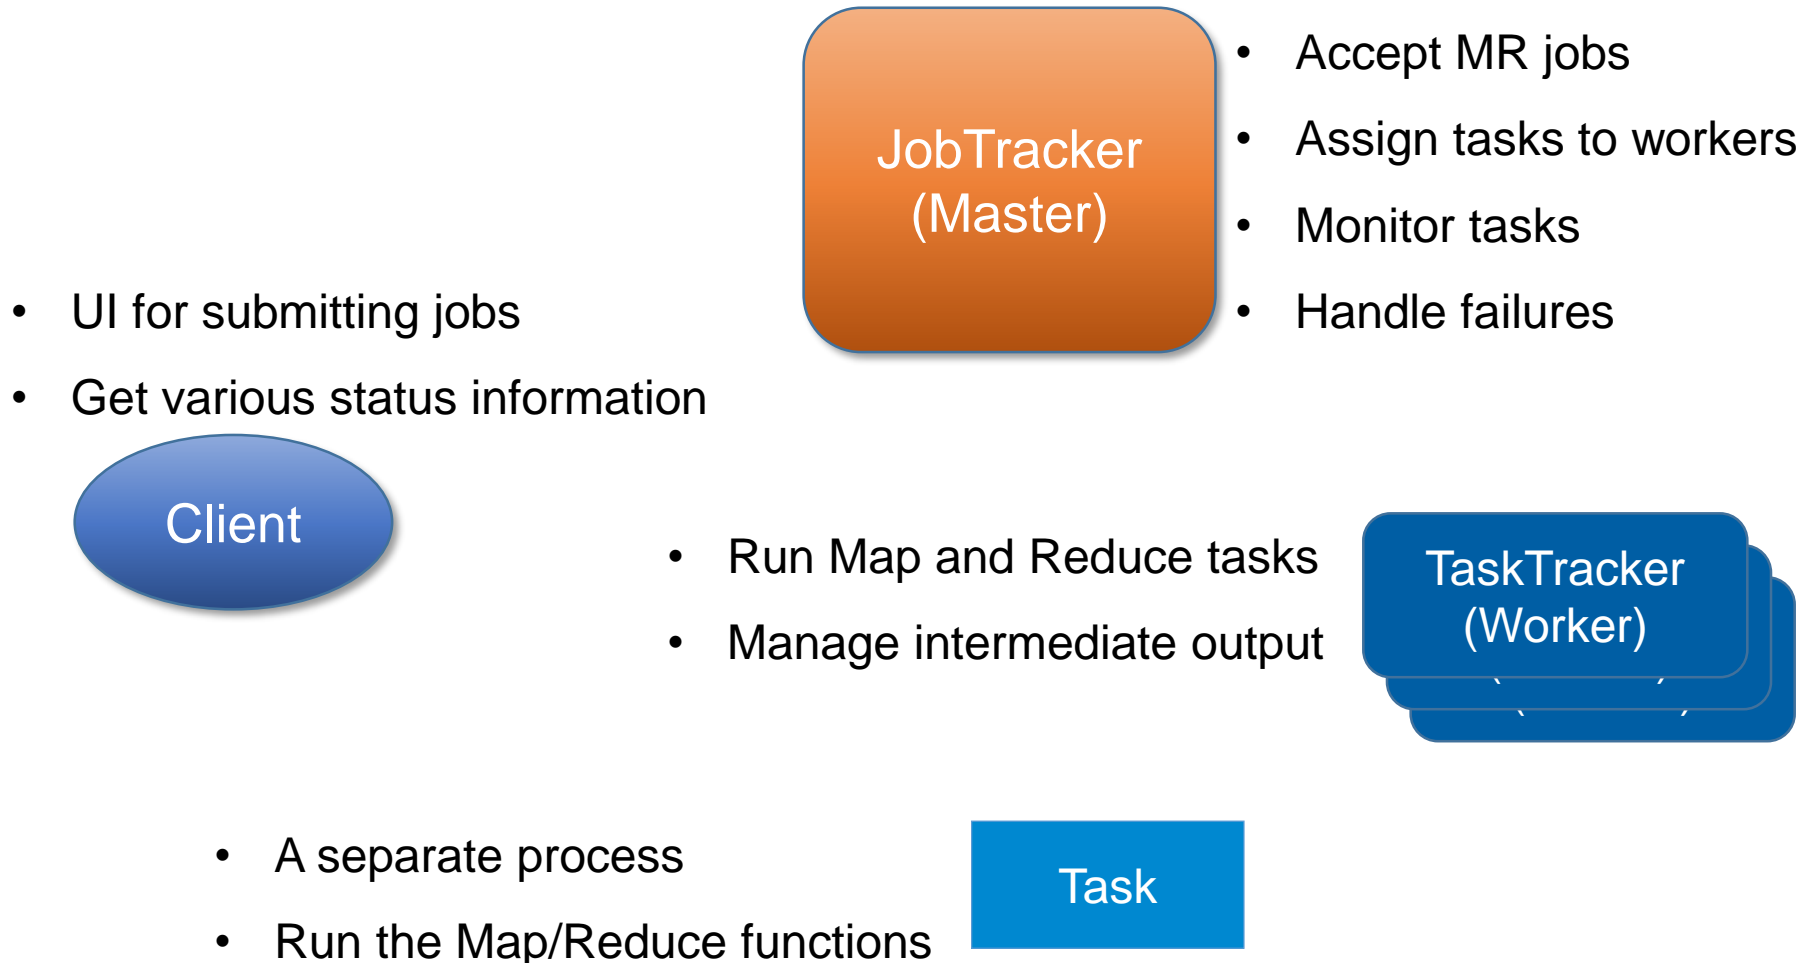 JobTracker
(Master)
• Accept MR jobs
• Assign tasks to workers
• Monitor tasks
• Handle failures
• UI for submitting jobs
• Get various status information
Client
• Run Map and Reduce tasks
• Manage intermediate output
TaskTracker
(Worker)
• A separate process
• Run the Map/Reduce functions
Task